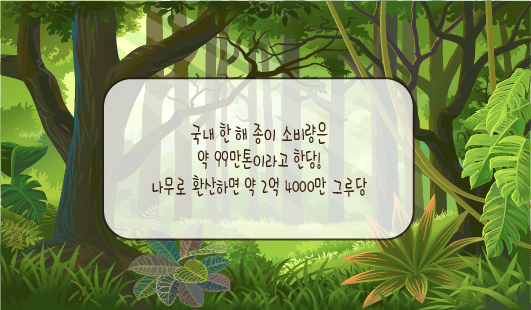 국내 한 해 종이 소비량은
약 99만톤이라고 한당!
나무로 환산하면 약 2억 4000만 그루당